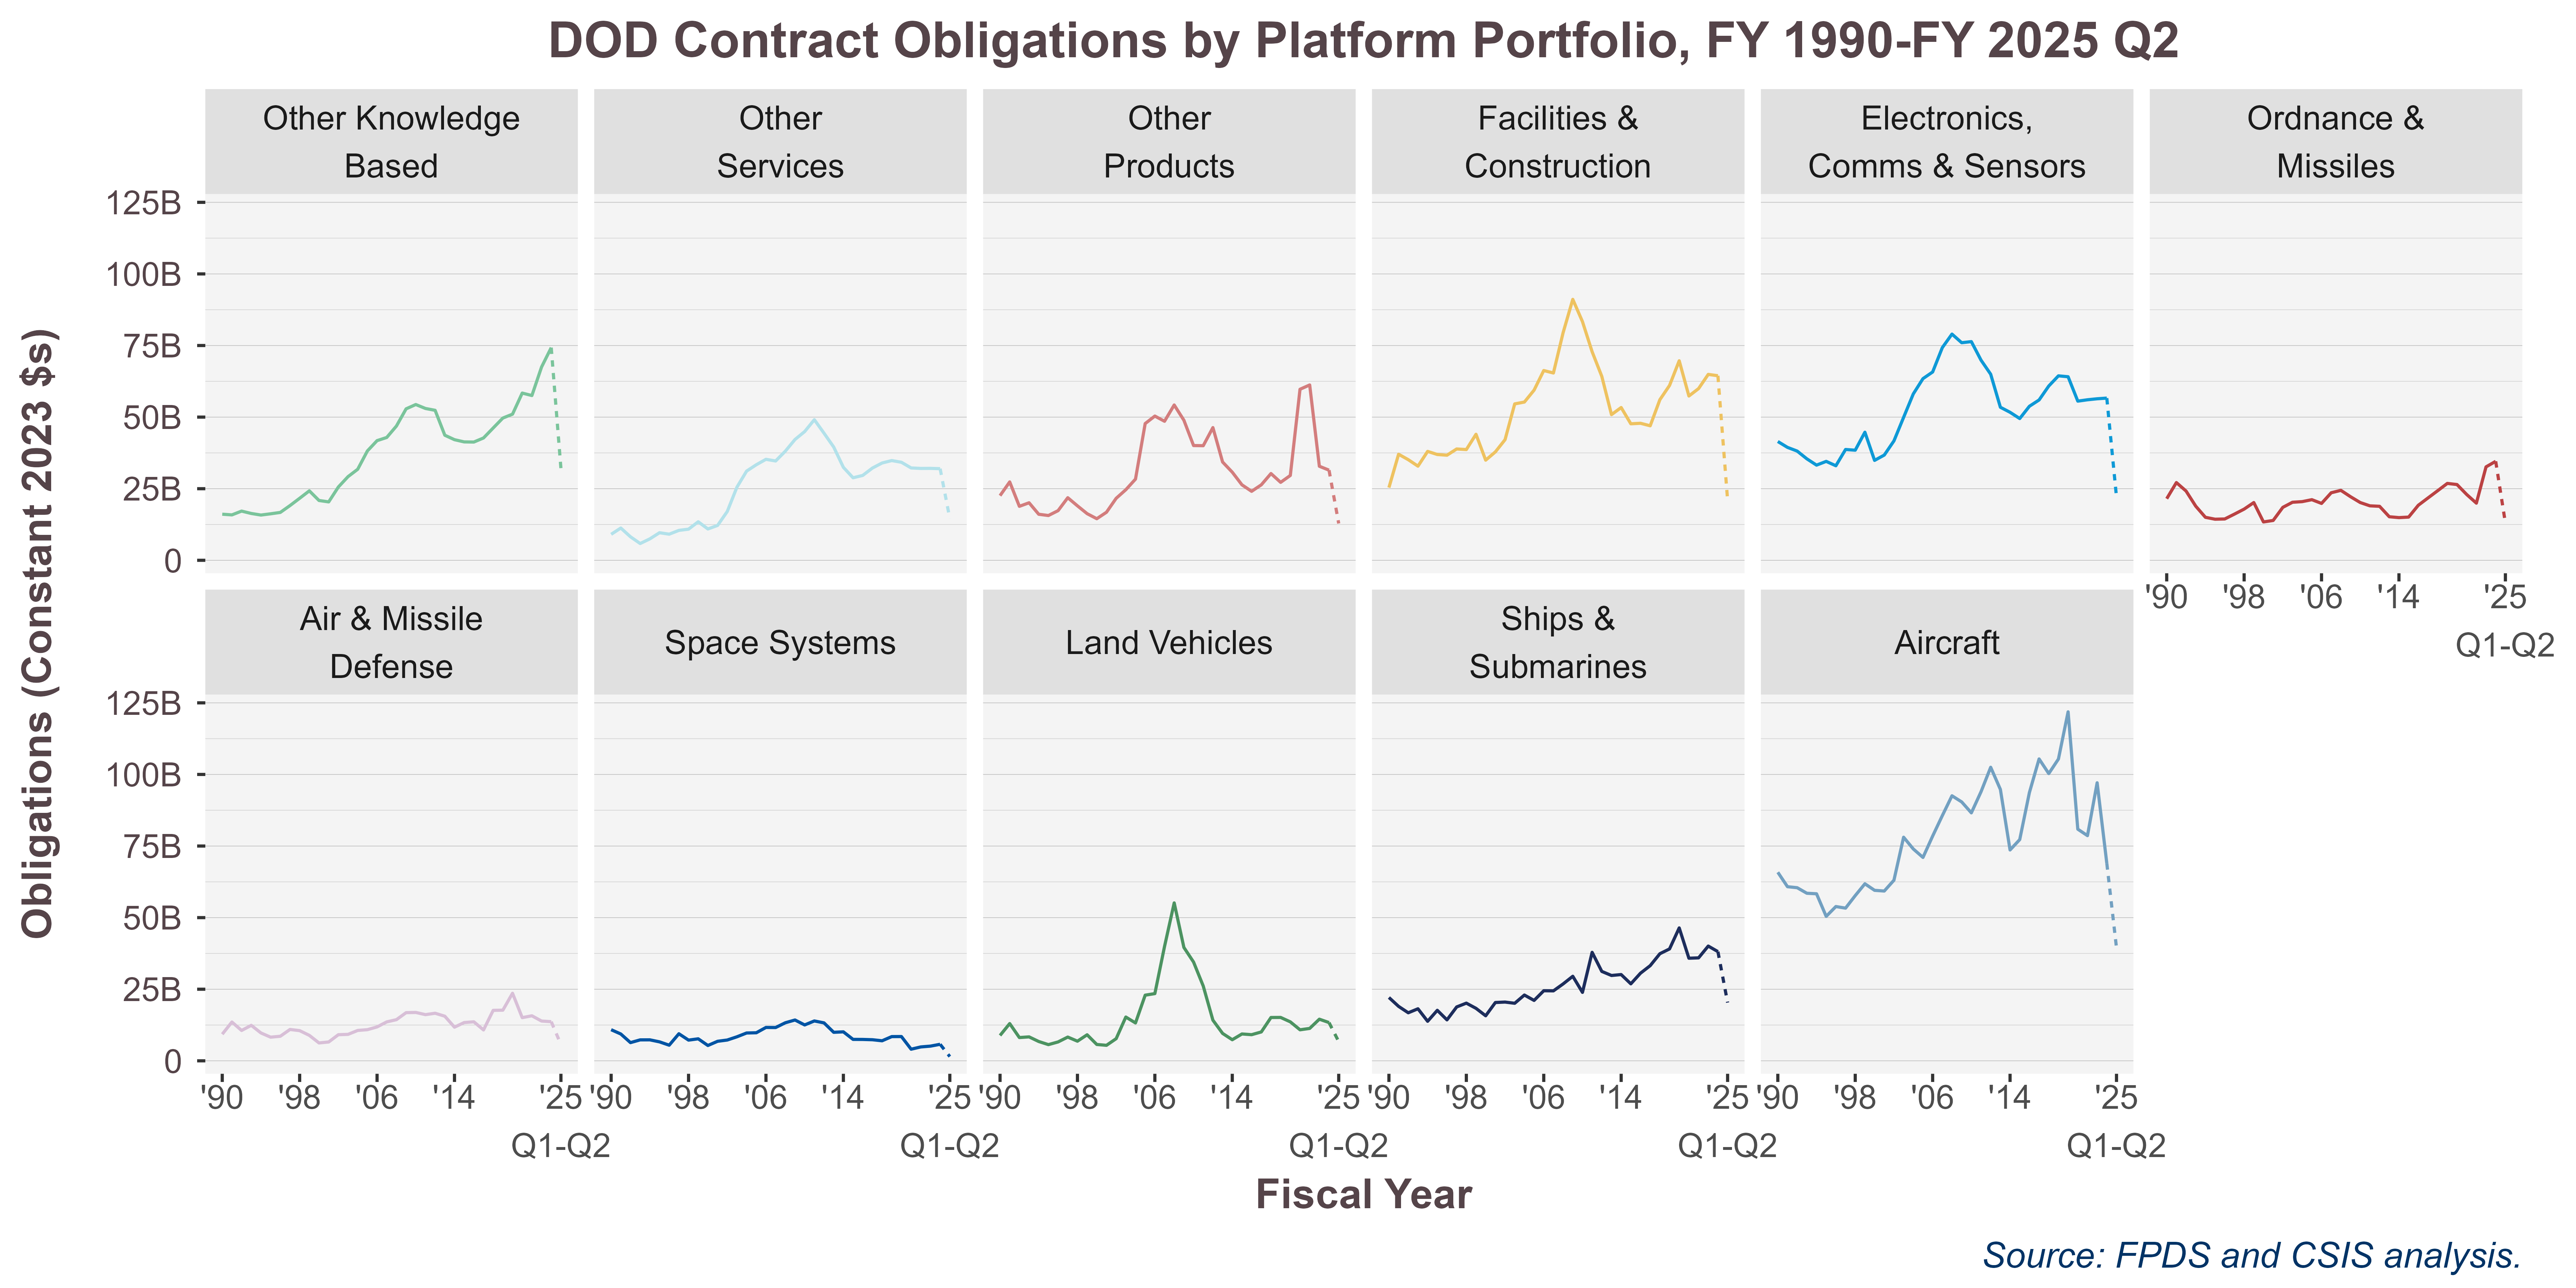 DOD Contract Obligations by Platform Portfolio, FY 1990-FY 2025 Q2
Obligations (Constant 2023 $s)
Other Knowledge
Based
Other
Services
Other
Products
Facilities &
Construction
Electronics,
Comms & Sensors
Ordnance &
Missiles
125B
100B
75B
50B
25B
0
'90 '98 '06 '14 '25
Q1-Q2
Air & Missile
Defense
Space Systems
Land Vehicles
Ships &
Submarines
Aircraft
125B
100B
75B
50B
25B
0
'90 '98 '06 '14 '25
Q1-Q2
'90 '98 '06 '14 '25
Q1-Q2
'90 '98 '06 '14 '25
Q1-Q2
'90 '98 '06 '14 '25
Q1-Q2
'90 '98 '06 '14 '25
Q1-Q2
Fiscal Year
Source: FPDS and CSIS analysis.